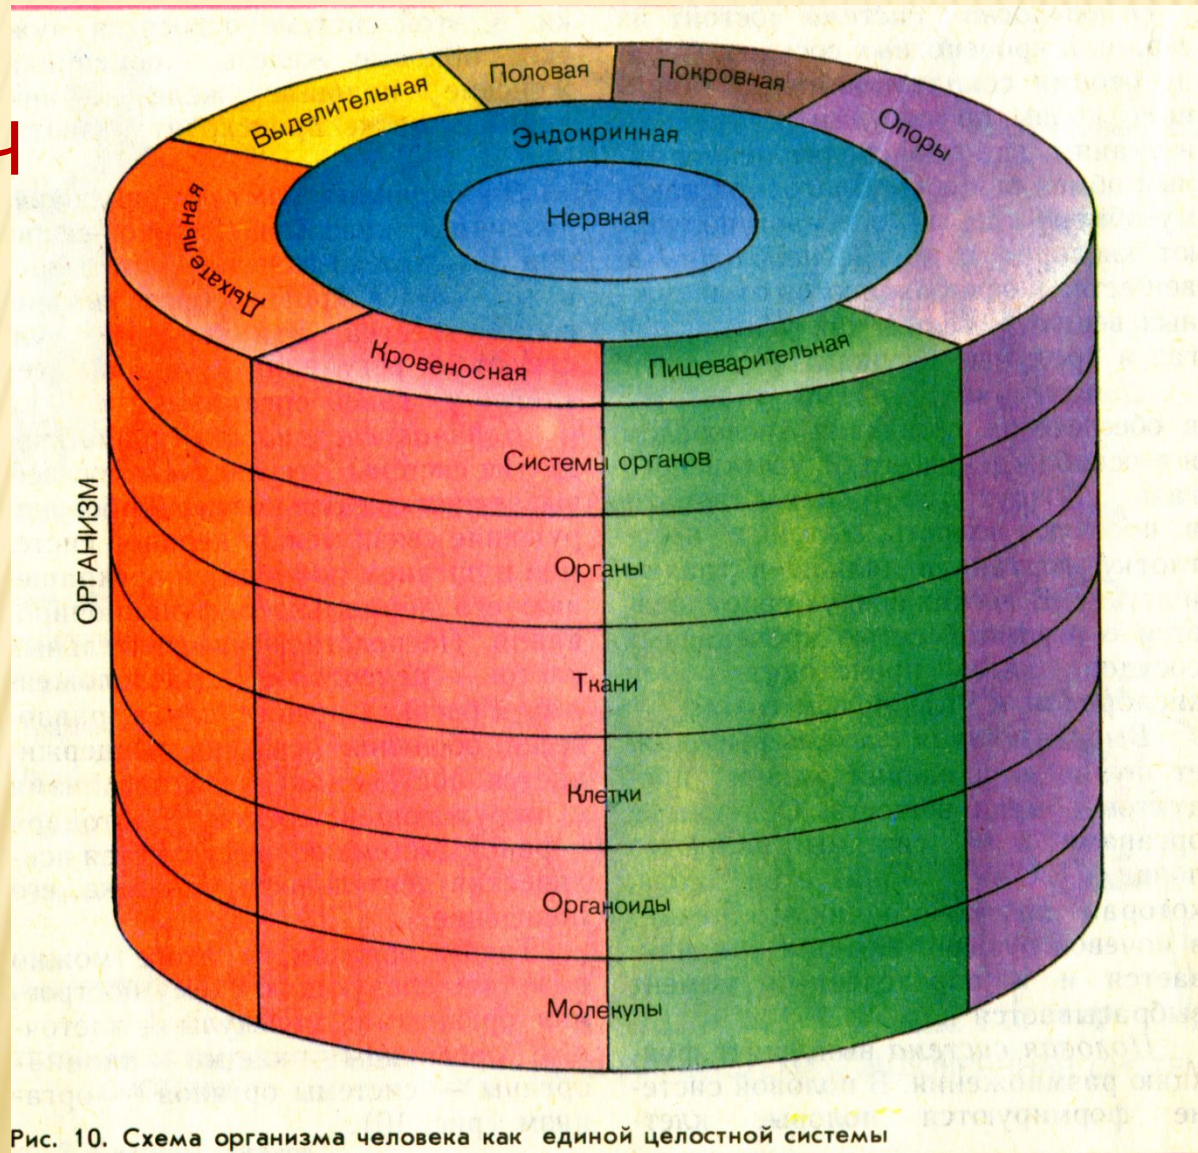 Выделительная
Половая
Покровная
Опоры
Эндокринная
Нервная
Дыхательная
Кровеносная
Пищеварительная
ОРГАНИЗМ
Системы органов
Органы
Ткани
Клетки
Органоиды
Молекулы
Рис. 10. Схема организма человека как единой целостной системы